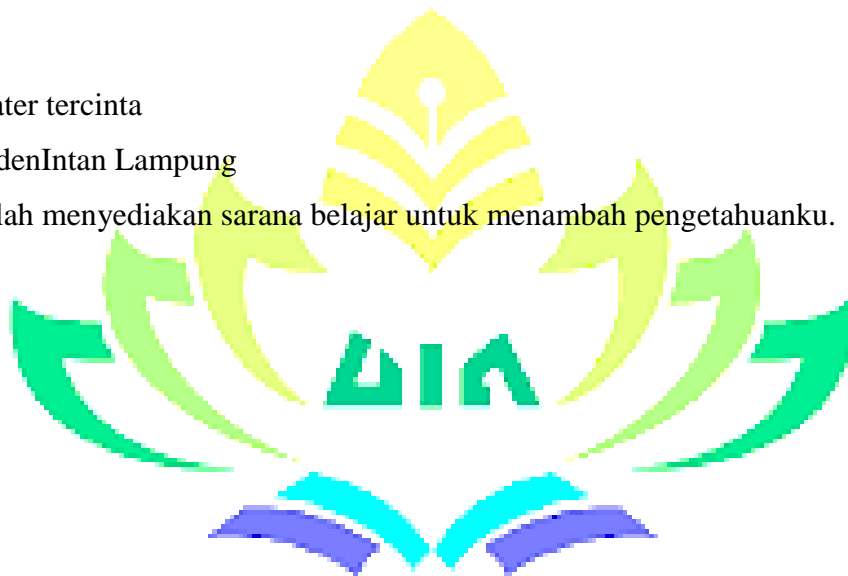 ater tercinta
denIntan Lampung
lah menyediakan sarana belajar untuk menambah pengetahuanku.
UIN